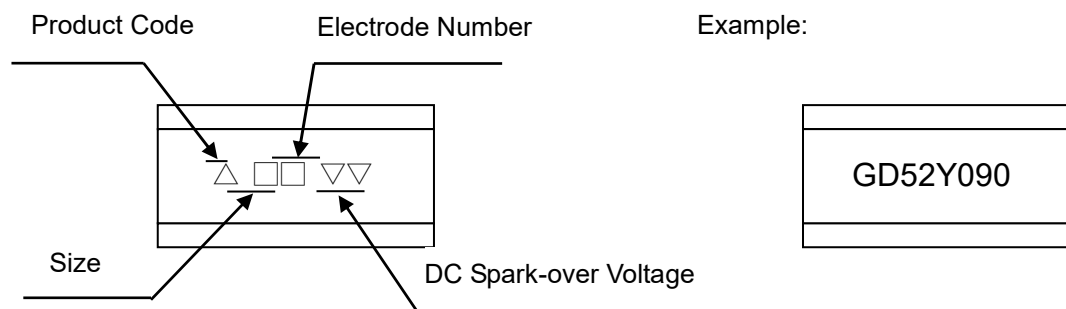 Product Code
Electrode Number
Example:
GD52Y090
Size
DC Spark-over Voltage